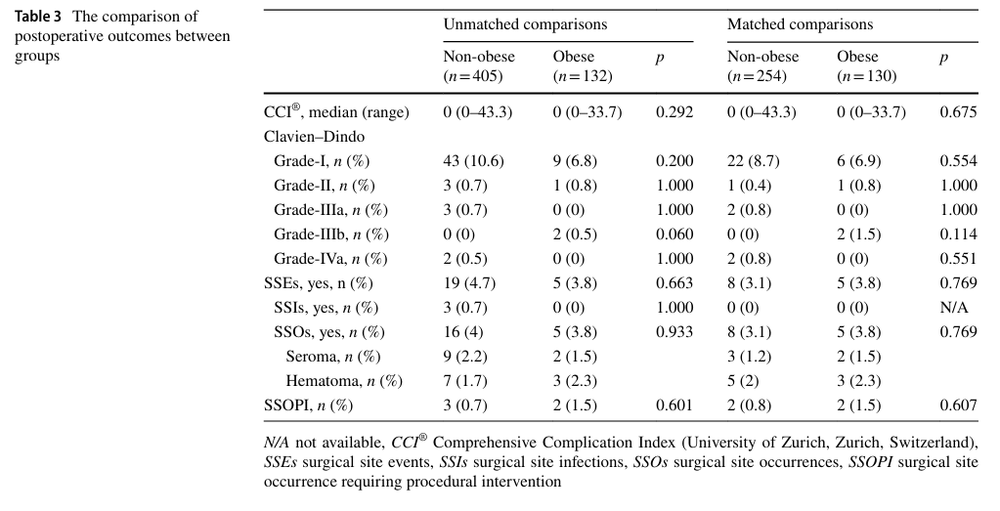 Table 3 The comparison of
postoperative outcomes between
groups
Unmatched comparisons Matched comparisons
Non-obese Obese p Non-obese Obese p
(n=405) (n=132) (n=254) (n=130)
CCI®, median (range) 0 (0–43.3) 0 (0–33.7) 0.292 0 (0–43.3) 0 (0–33.7) 0.675
Clavien–Dindo
Grade-I, n (%) 43 (10.6) 9 (6.8) 0.200 22 (8.7) 6 (6.9) 0.554
Grade-II, n (%) 3 (0.7) 1 (0.8) 1.000 1 (0.4) 1 (0.8) 1.000
Grade-IIIa, n (%) 3 (0.7) 0 (0) 1.000 2 (0.8) 0 (0) 1.000
Grade-IIIb, n (%) 0 (0) 2 (0.5) 0.060 0 (0) 2 (1.5) 0.114
Grade-IVa, n (%) 2 (0.5) 0 (0) 1.000 2 (0.8) 0 (0) 0.551
SSEs, yes, n (%) 19 (4.7) 5 (3.8) 0.663 8 (3.1) 5 (3.8) 0.769
SSIs, yes, n (%) 3 (0.7) 0 (0) 1.000 0 (0) 0 (0) N/A
SSOs, yes, n (%) 16 (4) 5 (3.8) 0.933 8 (3.1) 5 (3.8) 0.769
Seroma, n (%) 9 (2.2) 2 (1.5) 3 (1.2) 2 (1.5)
Hematoma, n (%) 7 (1.7) 3 (2.3) 5 (2) 3 (2.3)
SSOPI, n (%) 3 (0.7) 2 (1.5) 0.601 2 (0.8) 2 (1.5) 0.607
N/A not available, CCI® Comprehensive Complication Index (University of Zurich, Zurich, Switzerland),
SSEs surgical site events, SSIs surgical site infections, SSOs surgical site occurrences, SSOPI surgical site
occurrence requiring procedural intervention